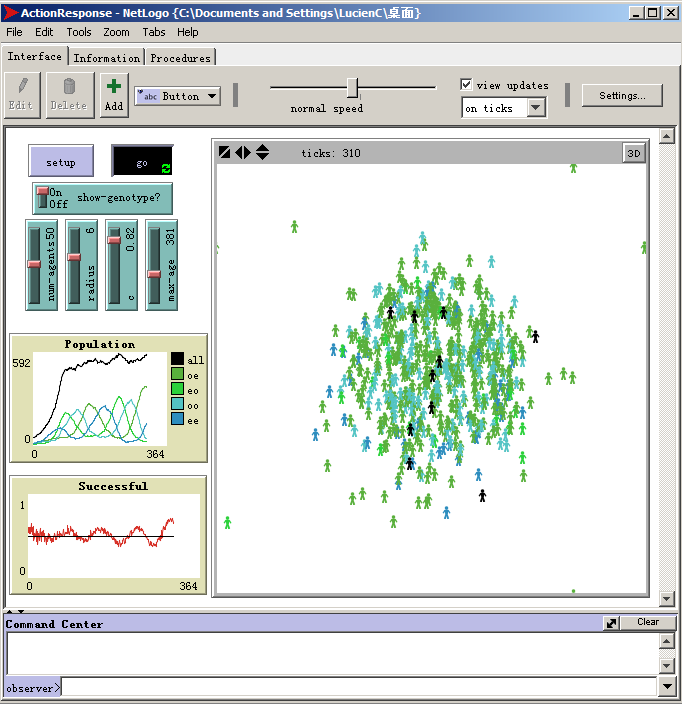 ActionResponse - NetLogo {C:\Documents and Settings\LucienC\桌面}
File Edit Tools Zoom Tabs Help
Interface Information Procedures
Edit Delete Add abc Button normal speed view updates on ticks Settings...
setup go
On Off show-genotype?
num-agents 50
radius 6
c 0.82
max-age 381
ticks: 310 3D
Population
592
0
0 364
all
oe
eo
oo
ee
Successful
1
0
0 364
Command Center Clear
observer>